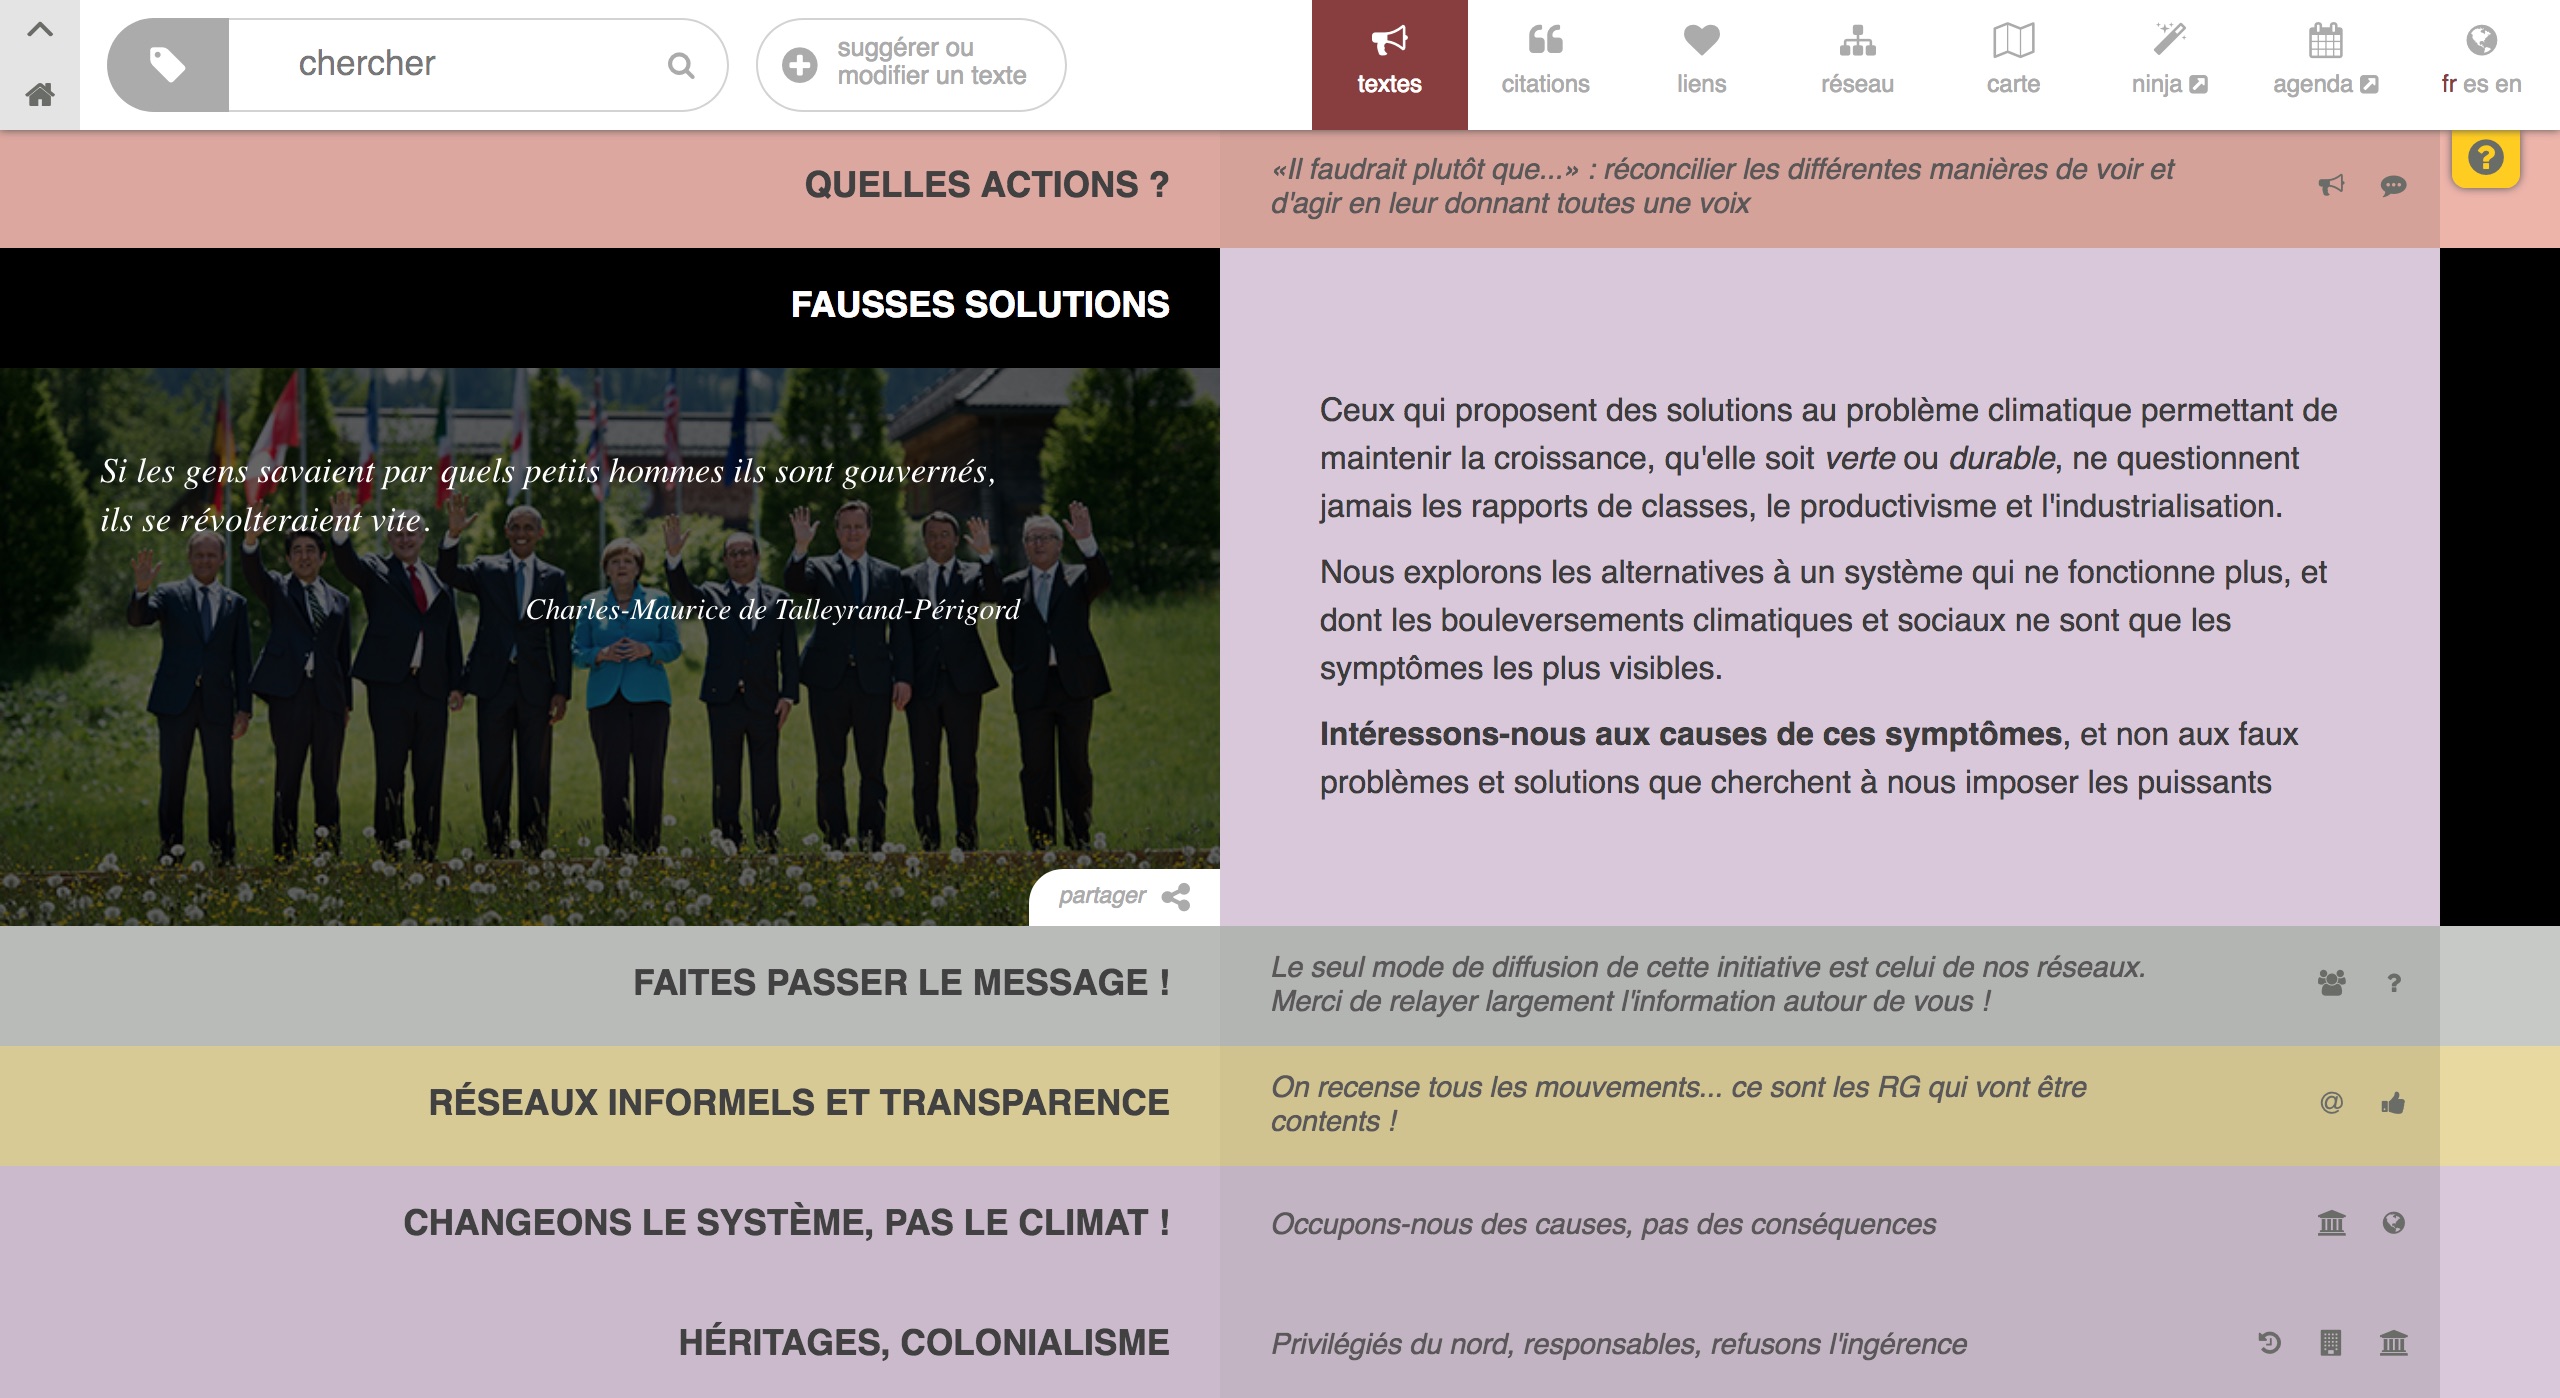 chercher
suggérer ou
modifier un texte
textes
citations
liens
réseau
carte
ninja
agenda
fr es en
QUELLES ACTIONS ?
«Il faudrait plutôt que...» : réconcilier les différentes manières de voir et
d'agir en leur donnant toutes une voix
FAUSSES SOLUTIONS
Si les gens savaient par quels petits hommes ils sont gouvernés,
ils se révolteraient vite.
Charles-Maurice de Talleyrand-Périgord
partager
Ceux qui proposent des solutions au problème climatique permettant de
maintenir la croissance, qu'elle soit verte ou durable, ne questionnent
jamais les rapports de classes, le productivisme et l'industrialisation.
Nous explorons les alternatives à un système qui ne fonctionne plus, et
dont les bouleversements climatiques et sociaux ne sont que les
symptômes les plus visibles.
Intéressons-nous aux causes de ces symptômes, et non aux faux
problèmes et solutions que cherchent à nous imposer les puissants
FAITES PASSER LE MESSAGE !
Le seul mode de diffusion de cette initiative est celui de nos réseaux.
Merci de relayer largement l'information autour de vous !
RÉSEAUX INFORMELS ET TRANSPARENCE
On recense tous les mouvements... ce sont les RG qui vont être
contents !
CHANGEONS LE SYSTÈME, PAS LE CLIMAT !
Occupons-nous des causes, pas des conséquences
HÉRITAGES, COLONIALISME
Privilégiés du nord, responsables, refusons l'ingérence